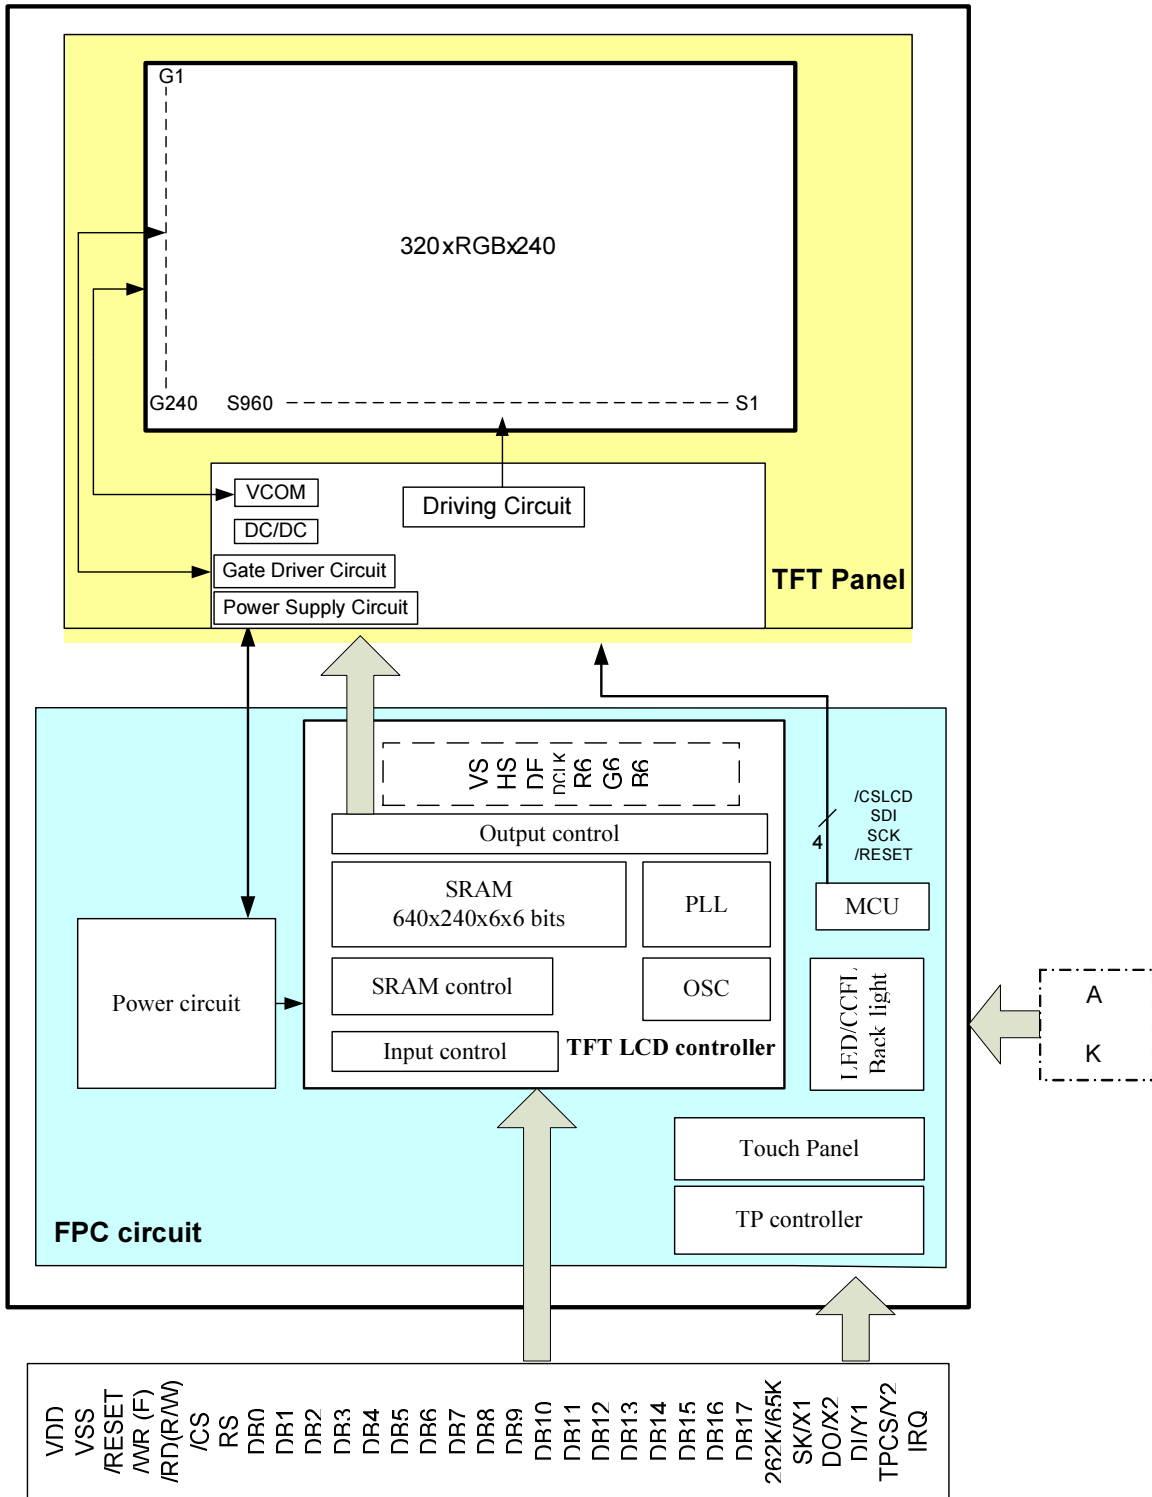 G1
320xRGBx240
G240 S960 S1
VCOM
Driving Circuit
DC/DC
Gate Driver Circuit
TFT Panel
Power Supply Circuit
VS
HS
DE
DCLK
R6
G6
B6
/CSLCD
SDI
SCK
/RESET
4
Output control
SRAM
640x240x6x6 bits
PLL
MCU
Power circuit
SRAM control
OSC
LED/CCFL
Back light
A
K
Input control
TFT LCD controller
Touch Panel
TP controller
FPC circuit
VDD
VSS
/RESET
/WR (E)
/RD(R/W)
/CS
RS
DB0
DB1
DB2
DB3
DB4
DB5
DB6
DB7
DB8
DB9
DB10
DB11
DB12
DB13
DB14
DB15
DB16
DB17
262K/65K
SK/X1
DO/X2
DI/Y1
TPCS/Y2
IRQ